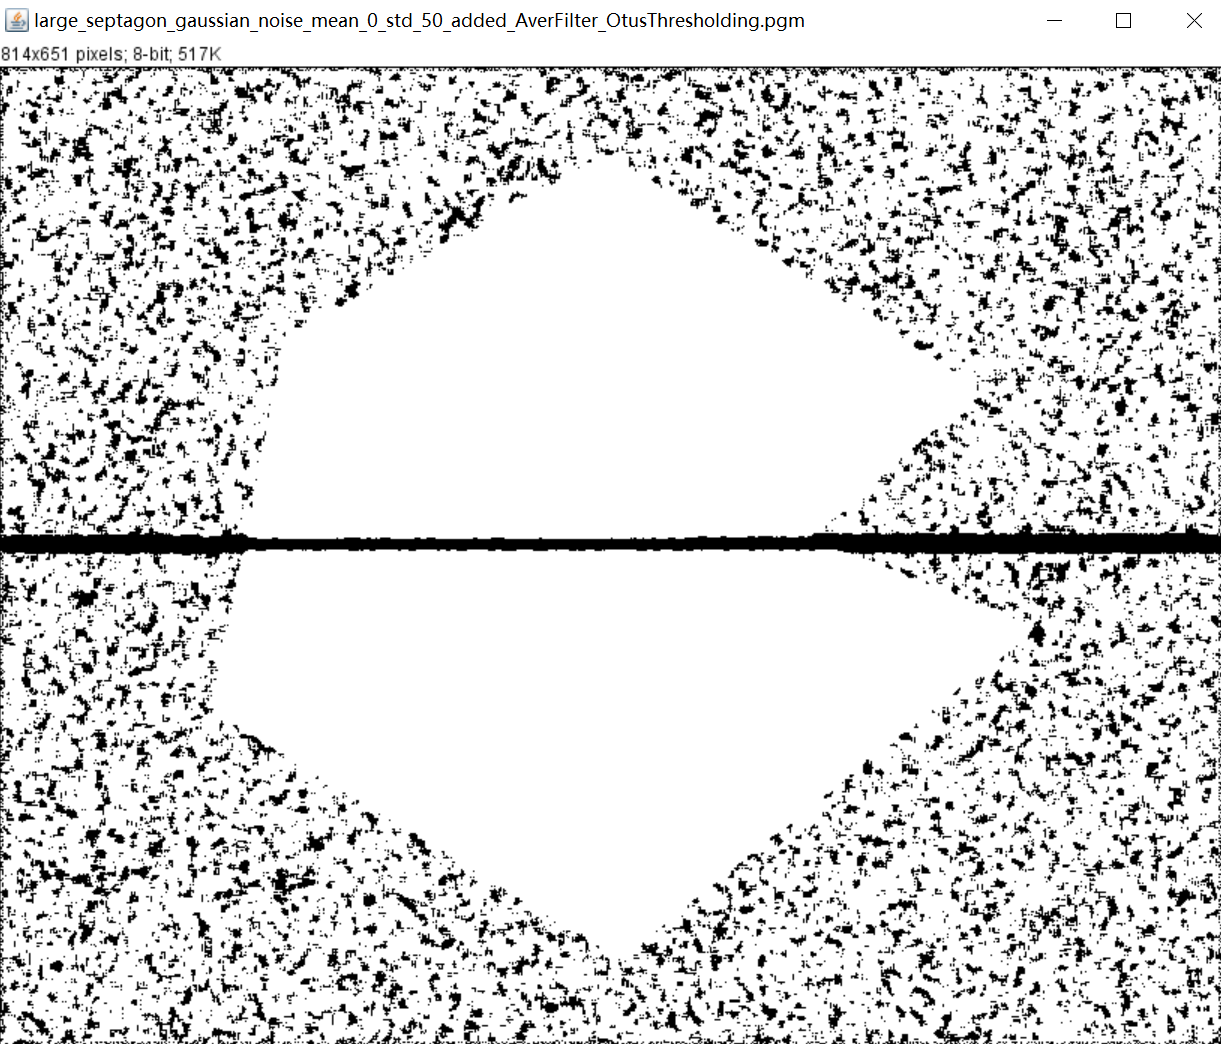 large_septagon_gaussian_noise_mean_0_std_50_added_AverFilter_OtusThresholding.pgm
814x651 pixels; 8-bit; 517K